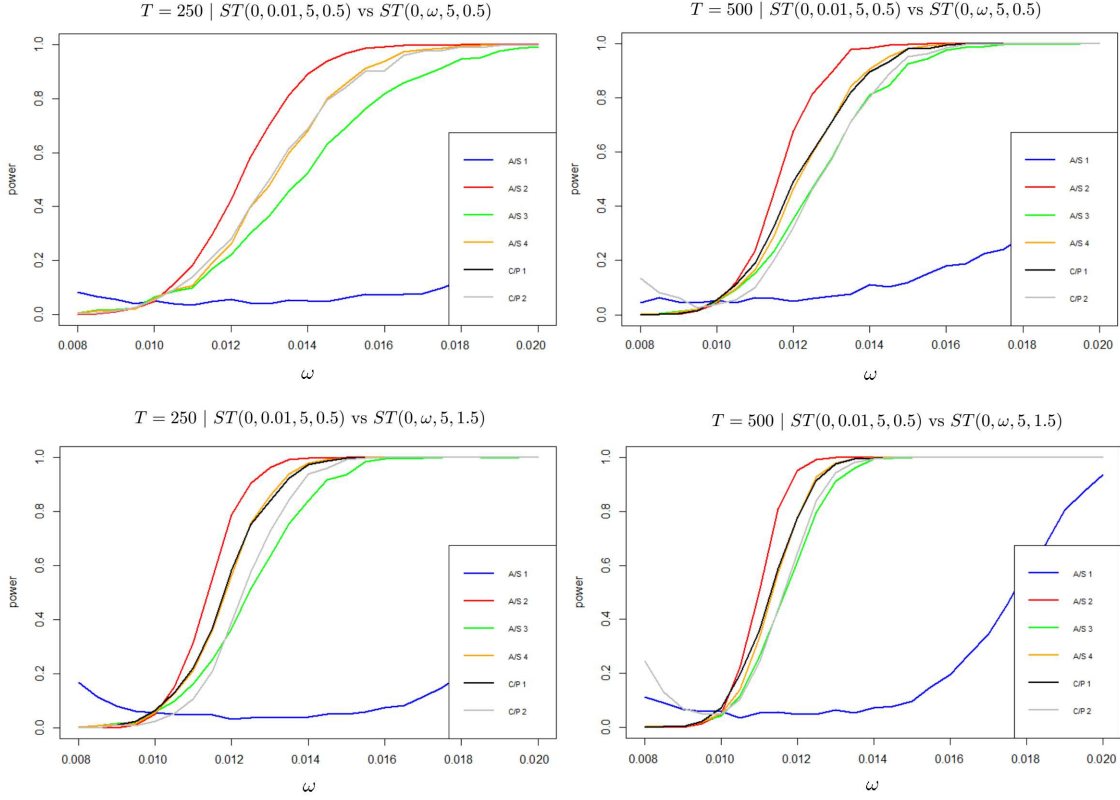 T = 250 | ST(0, 0.01, 5, 0.5) vs ST(0, ω, 5, 0.5)
power
1.0
0.8
0.6
0.4
0.2
0.0
A/S 1
A/S 2
A/S 3
A/S 4
C/P 1
C/P 2
0.008 0.010 0.012 0.014 0.016 0.018 0.020
ω
T = 500 | ST(0, 0.01, 5, 0.5) vs ST(0, ω, 5, 0.5)
power
1.0
0.8
0.6
0.4
0.2
0.0
A/S 1
A/S 2
A/S 3
A/S 4
C/P 1
C/P 2
0.008 0.010 0.012 0.014 0.016 0.018 0.020
ω
T = 250 | ST(0, 0.01, 5, 0.5) vs ST(0, ω, 5, 1.5)
power
1.0
0.8
0.6
0.4
0.2
0.0
A/S 1
A/S 2
A/S 3
A/S 4
C/P 1
C/P 2
0.008 0.010 0.012 0.014 0.016 0.018 0.020
ω
T = 500 | ST(0, 0.01, 5, 0.5) vs ST(0, ω, 5, 1.5)
power
1.0
0.8
0.6
0.4
0.2
0.0
A/S 1
A/S 2
A/S 3
A/S 4
C/P 1
C/P 2
0.008 0.010 0.012 0.014 0.016 0.018 0.020
ω